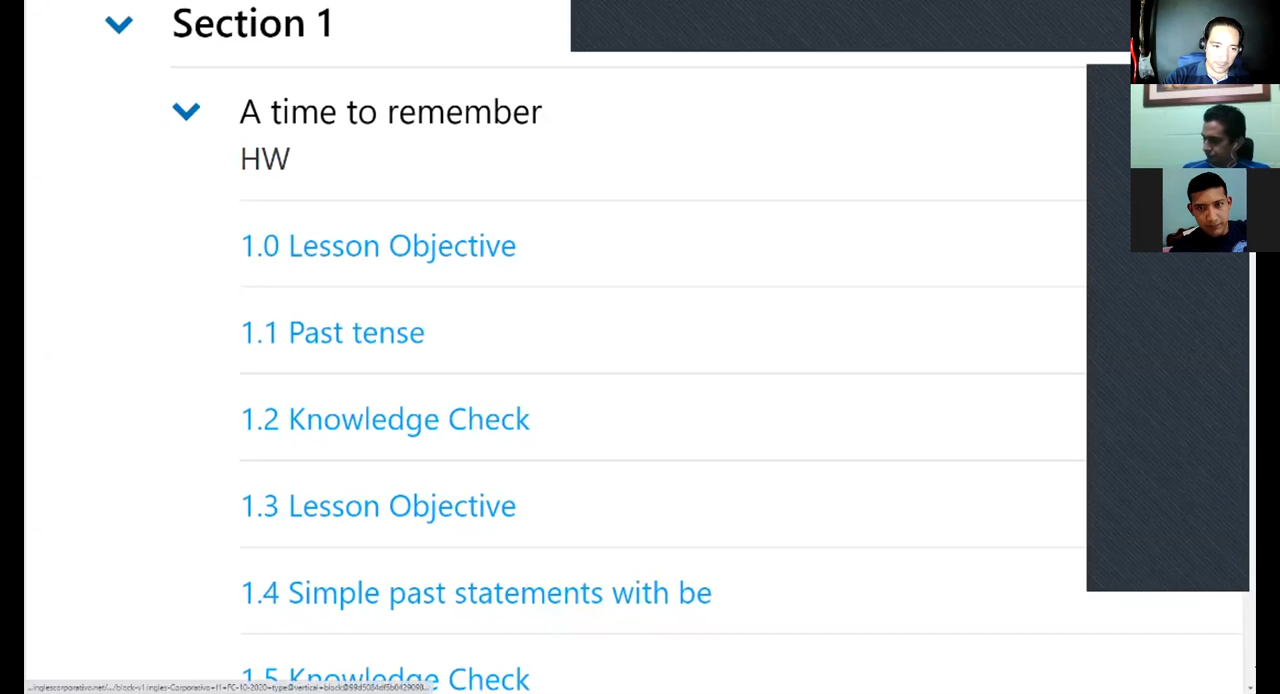 Section 1
A time to remember
HW
1.0 Lesson Objective
1.1 Past tense
1.2 Knowledge Check
1.3 Lesson Objective
1.4 Simple past statements with be
1.5 Knowledge Check